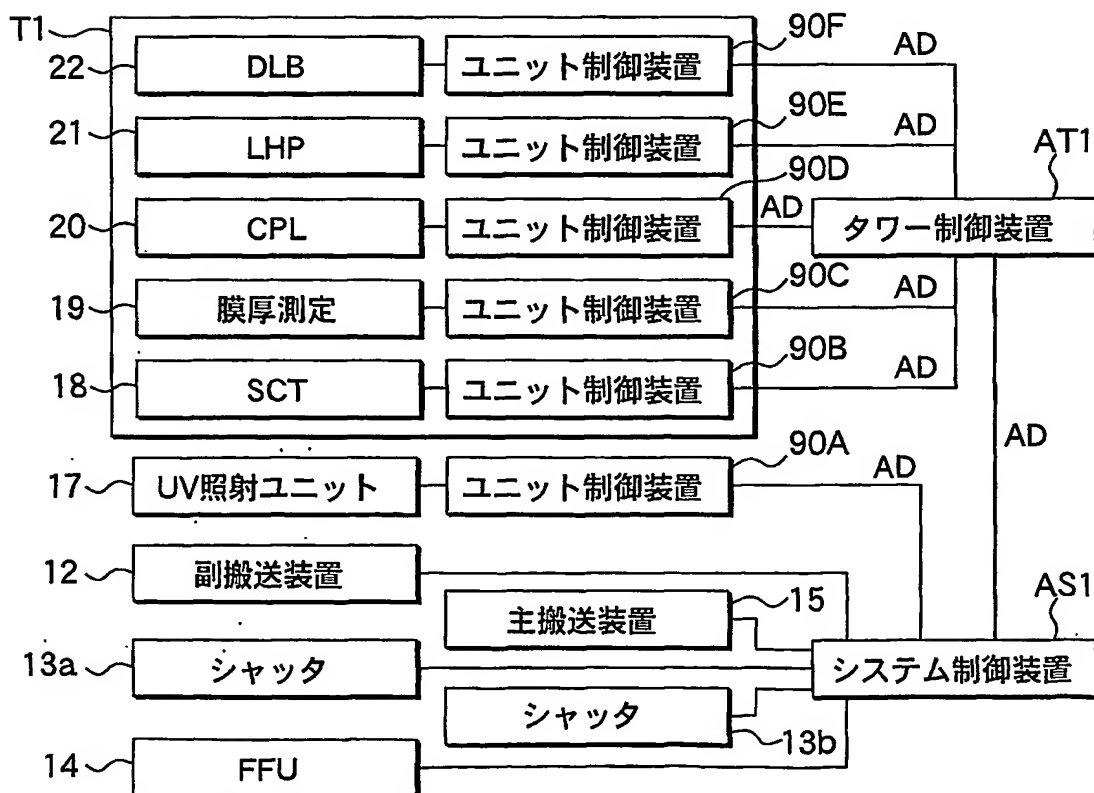 T1
90F
AD
22
DLB
ユニット制御装置
21
90E
AD
LHP
ユニット制御装置
AT1
90D
20
CPL
ユニット制御装置
AD
タワー制御装置
19
90C
AD
膜厚測定
ユニット制御装置
18
90B
AD
SCT
ユニット制御装置
AD
17
90A
AD
UV照射ユニット
ユニット制御装置
12
副搬送装置
15
AS1
主搬送装置
13a
シャッタ
システム制御装置
シャッタ
13b
14
FFU